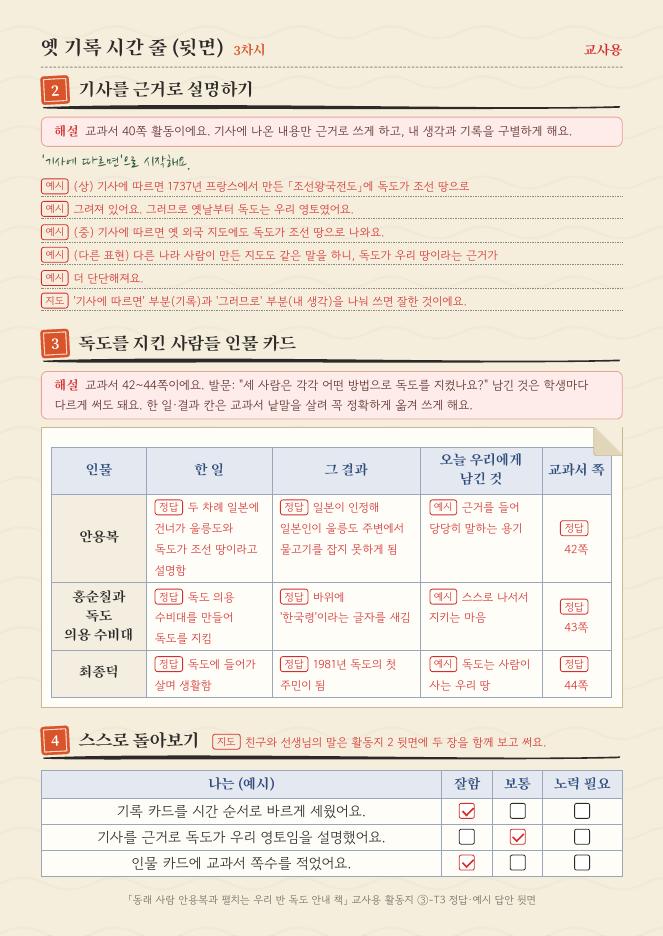 옛 기록 시간 줄 (뒷면) 3차시 교사용
2 기사를 근거로 설명하기
해설 교과서 40쪽 활동이에요. 기사에 나온 내용만 근거로 쓰게 하고, 내 생각과 기록을 구별하게 해요.
'기사에 따르면'으로 시작해요.
예시 (상) 기사에 따르면 1737년 프랑스에서 만든 「조선왕국전도」에 독도가 조선 땅으로
예시 그려져 있어요. 그러므로 옛날부터 독도는 우리 영토였어요.
예시 (중) 기사에 따르면 옛 외국 지도에도 독도가 조선 땅으로 나와요.
예시 (다른 표현) 다른 나라 사람이 만든 지도도 같은 말을 하니, 독도가 우리 땅이라는 근거가
예시 더 단단해져요.
지도 '기사에 따르면' 부분(기록)과 '그러므로' 부분(내 생각)을 나눠 쓰면 잘한 것이에요.
3 독도를 지킨 사람들 인물 카드
해설 교과서 42~44쪽이에요. 발문: "세 사람은 각각 어떤 방법으로 독도를 지켰나요?" 남긴 것은 학생마다
다르게 써도 돼요. 한 일·결과 칸은 교과서 낱말을 살려 꼭 정확하게 옮겨 쓰게 해요.
인물 한 일 그 결과 오늘 우리에게 남긴 것 교과서 쪽
안용복
정답 두 차례 일본에
건너가 울릉도와
독도가 조선 땅이라고
설명함
정답 일본이 인정해
일본인이 울릉도 주변에서
물고기를 잡지 못하게 됨
예시 근거를 들어
당당히 말하는 용기
정답
42쪽
홍순칠과
독도
의용 수비대
정답 독도 의용
수비대를 만들어
독도를 지킴
정답 바위에
'한국령'이라는 글자를 새김
예시 스스로 나서서
지키는 마음
정답
43쪽
최종덕
정답 독도에 들어가
살며 생활함
정답 1981년 독도의 첫
주민이 됨
예시 독도는 사람이
사는 우리 땅
정답
44쪽
4 스스로 돌아보기 지도 친구와 선생님의 말은 활동지 2 뒷면에 두 장을 함께 보고 써요.
나는 (예시) 잘함 보통 노력 필요
기록 카드를 시간 순서로 바르게 세웠어요.
기사를 근거로 독도가 우리 영토임을 설명했어요.
인물 카드에 교과서 쪽수를 적었어요.
「동래 사람 안용복과 펼치는 우리 반 독도 안내 책」 교사용 활동지 ③-T3 정답·예시 답안 뒷면